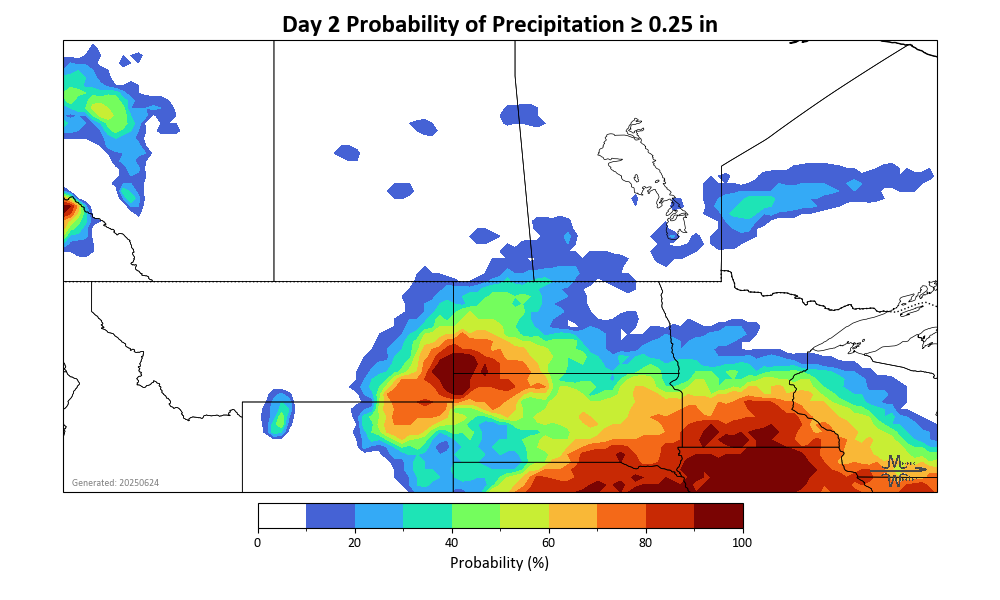 Day 2 Probability of Precipitation ≥ 0.25 in
Generated: 20250624
0 20 40 60 80 100
Probability (%)